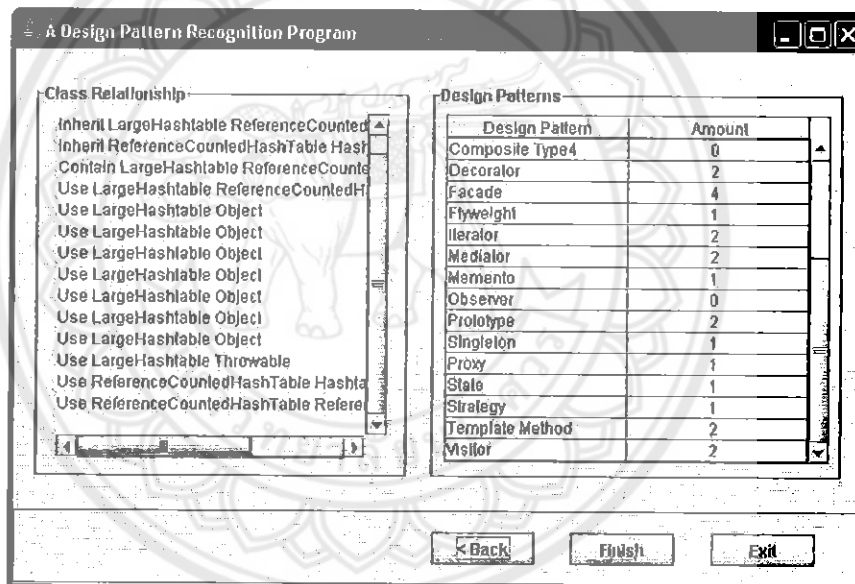 A Design Pattern Recognition Program
Class Relationship
Inherit LargeHashtable ReferenceCounted
Inherit ReferenceCountedHashTable Hash
Contain LargeHashtable ReferenceCounte
Use LargeHashtable ReferenceCountedH
Use LargeHashtable Object
Use LargeHashtable Object
Use LargeHashtable Object
Use LargeHashtable Object
Use LargeHashtable Object
Use LargeHashtable Object
Use LargeHashtable Object
Use LargeHashtable Throwable
Use ReferenceCountedHashTable Hashta
Use ReferenceCountedHashTable Refere
Design Patterns
Design Pattern Amount
Composite Type4 0
Decorator 2
Facade 4
Flyweight 1
Iterator 2
Mediator 2
Memento 1
Observer 0
Prototype 2
Singleton 1
Proxy 1
State 1
Strategy 1
Template Method 2
Visitor 2
< Back Finish Exit